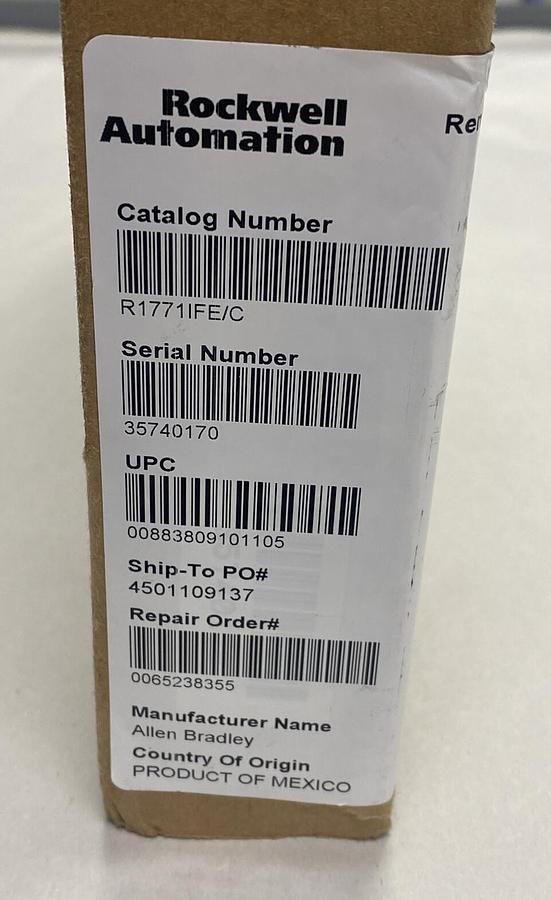 Rockwell
Automation
Catalog Number
R1771IFE/C
Serial Number
35740170
UPC
00883809101105
Ship-To PO#
4501109137
Repair Order#
0065238355
Manufacturer Name
Allen Bradley
Country Of Origin
PRODUCT OF MEXICO